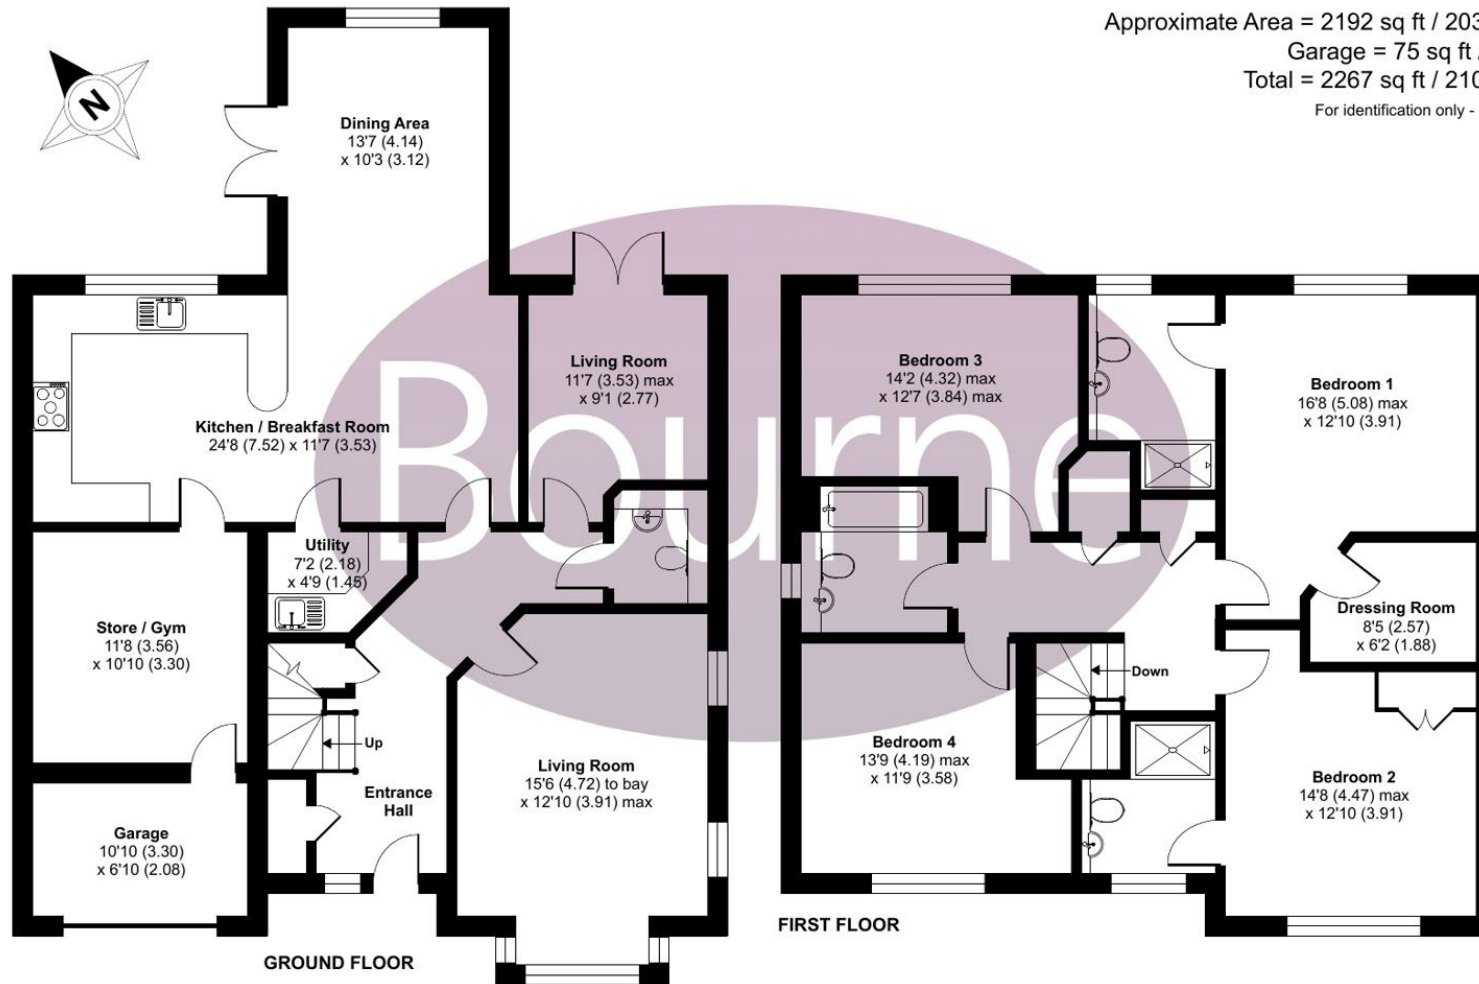 Approximate Area = 2192 sq ft / 203
Garage = 75 sq ft /
Total = 2267 sq ft / 210
For identification only -
N
Dining Area
13'7 (4.14)
x 10'3 (3.12)
Living Room
11'7 (3.53) max
x 9'1 (2.77)
Kitchen / Breakfast Room
24'8 (7.52) x 11'7 (3.53)
Utility
7'2 (2.18)
x 4'9 (1.45)
Store / Gym
11'8 (3.56)
x 10'10 (3.30)
Up
Entrance
Hall
Living Room
15'6 (4.72) to bay
x 12'10 (3.91) max
Garage
10'10 (3.30)
x 6'10 (2.08)
GROUND FLOOR
Bourne
Bedroom 3
14'2 (4.32) max
x 12'7 (3.84) max
Bedroom 1
16'8 (5.08) max
x 12'10 (3.91)
Dressing Room
8'5 (2.57)
x 6'2 (1.88)
Down
Bedroom 4
13'9 (4.19) max
x 11'9 (3.58)
Bedroom 2
14'8 (4.47) max
x 12'10 (3.91)
FIRST FLOOR